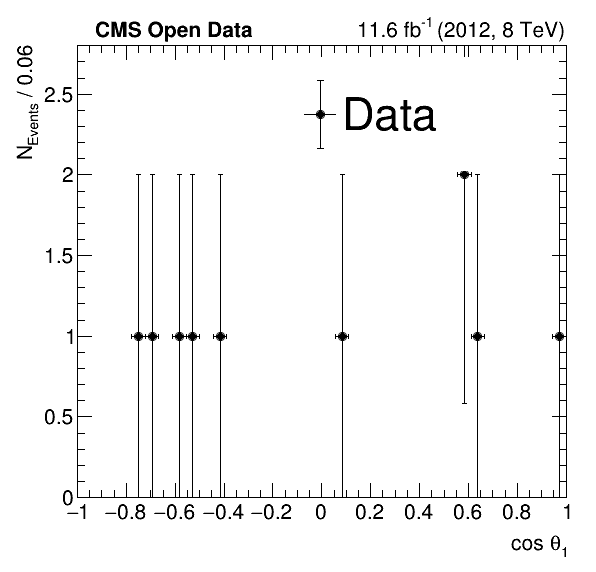 CMS Open Data 11.6 fb⁻¹ (2012, 8 TeV)
N_Events / 0.06
Data
2.5
2
1.5
1
0.5
0
−1 −0.8 −0.6 −0.4 −0.2 0 0.2 0.4 0.6 0.8 1
cos θ₁